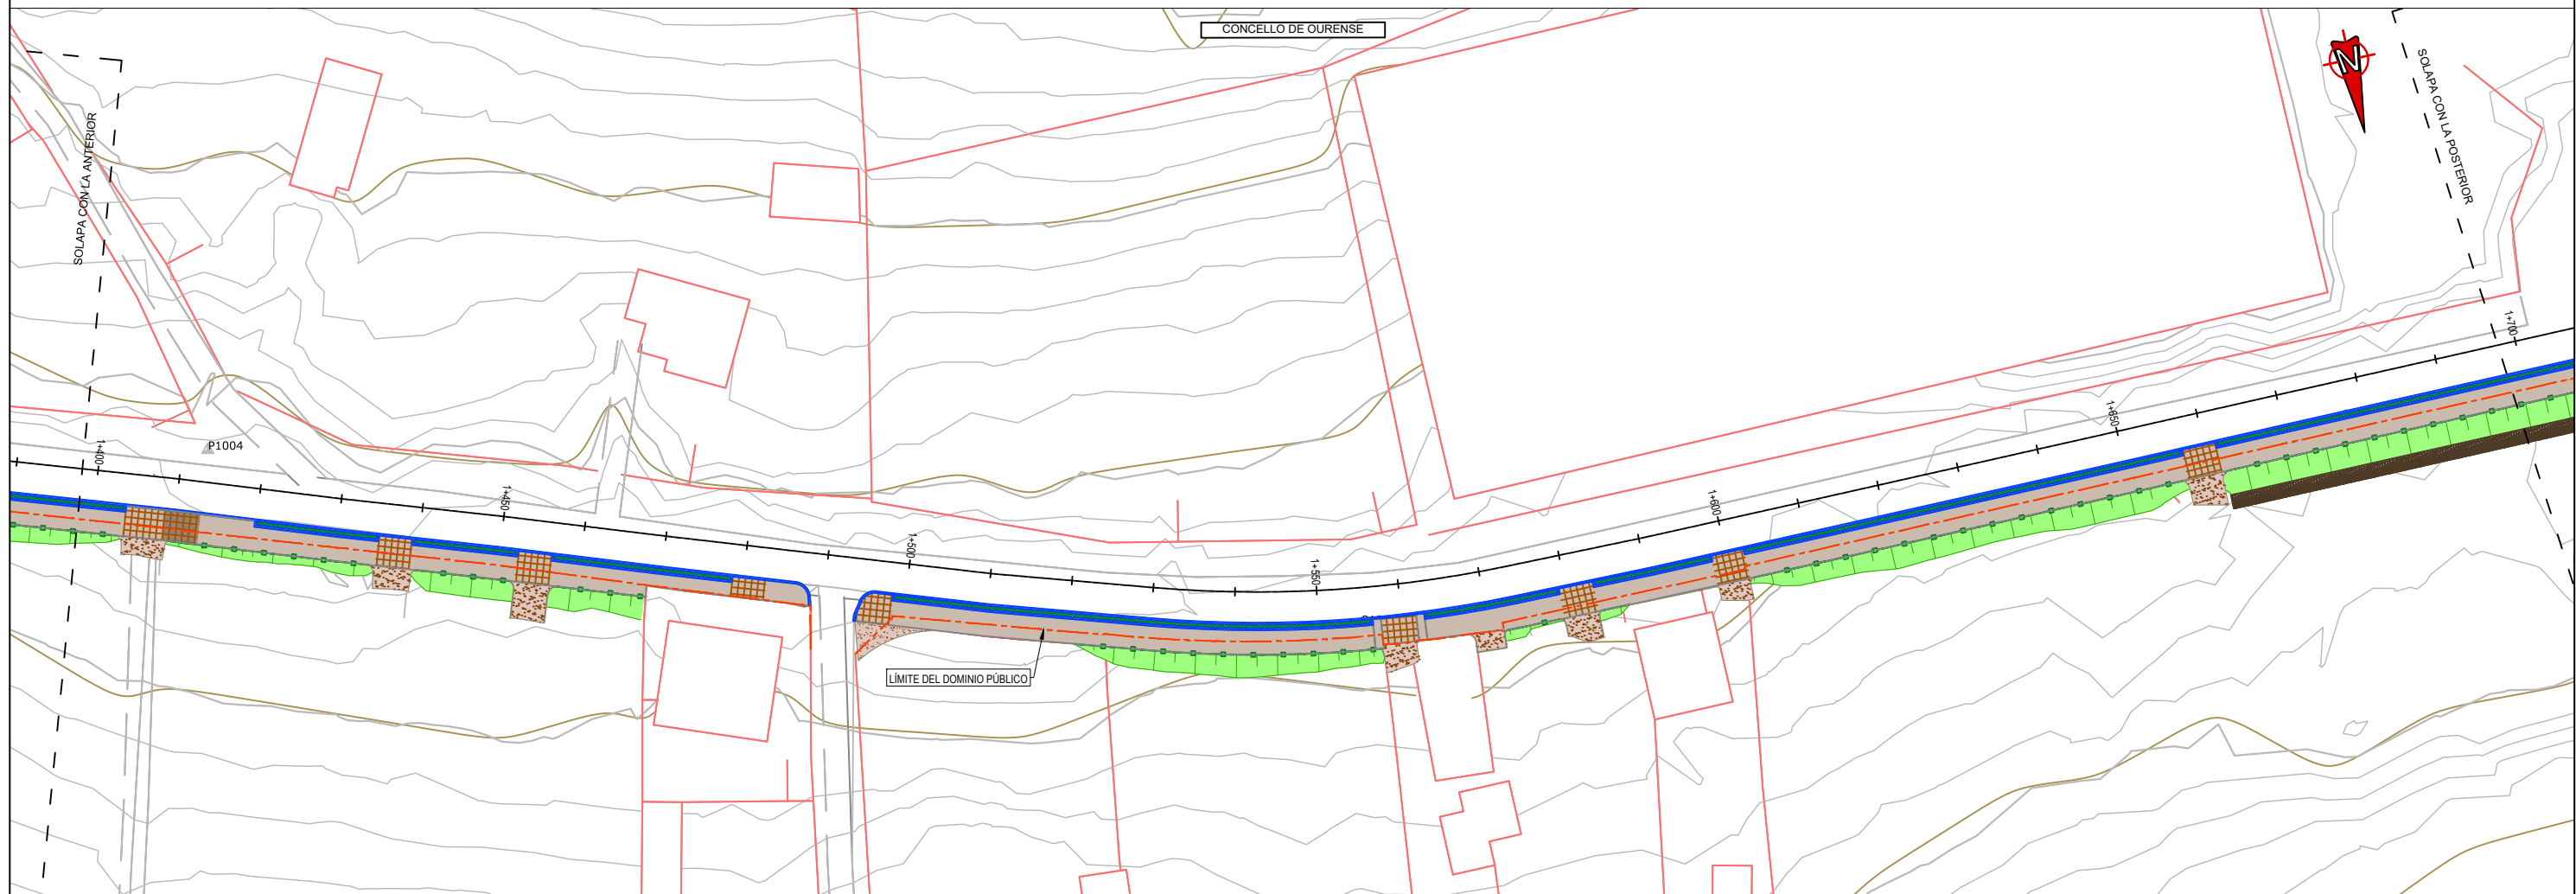 CONCELLO DE OURENSE
N
SOLAPA CON LA ANTERIOR
SOLAPA CON LA POSTERIOR
P1004
1+400
1+450
1+500
1+550
1+600
1+650
1+700
LÍMITE DEL DOMINIO PÚBLICO